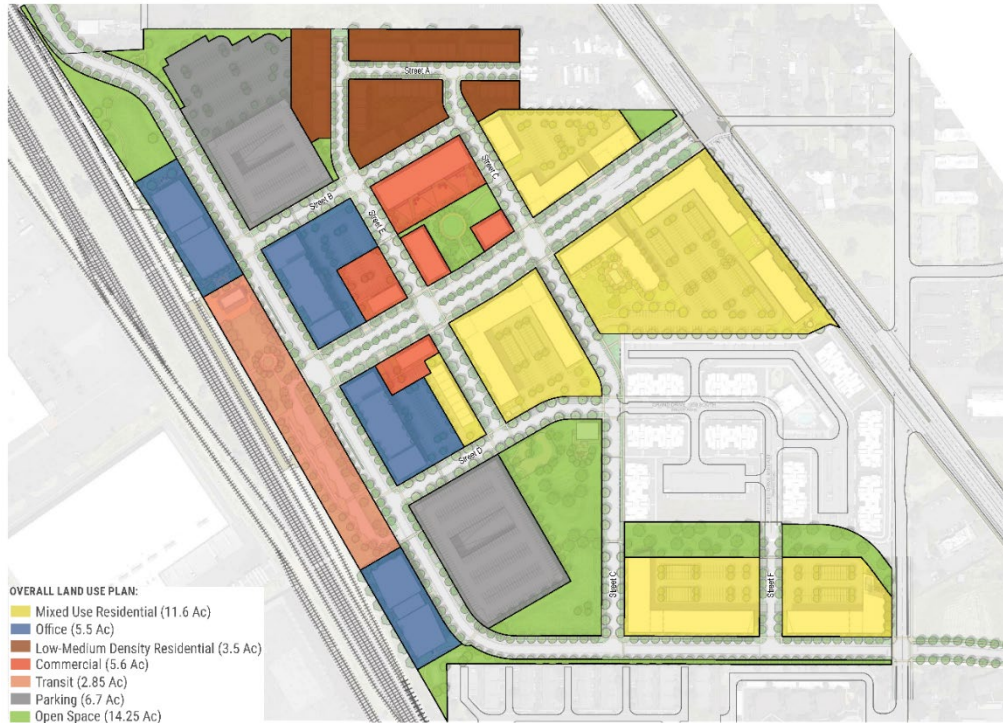 Street A
Street C
Street B
Street E
Street D
Street C
Street F
OVERALL LAND USE PLAN:
Mixed Use Residential (11.6 Ac)
Office (5.5 Ac)
Low-Medium Density Residential (3.5 Ac)
Commercial (5.6 Ac)
Transit (2.85 Ac)
Parking (6.7 Ac)
Open Space (14.25 Ac)